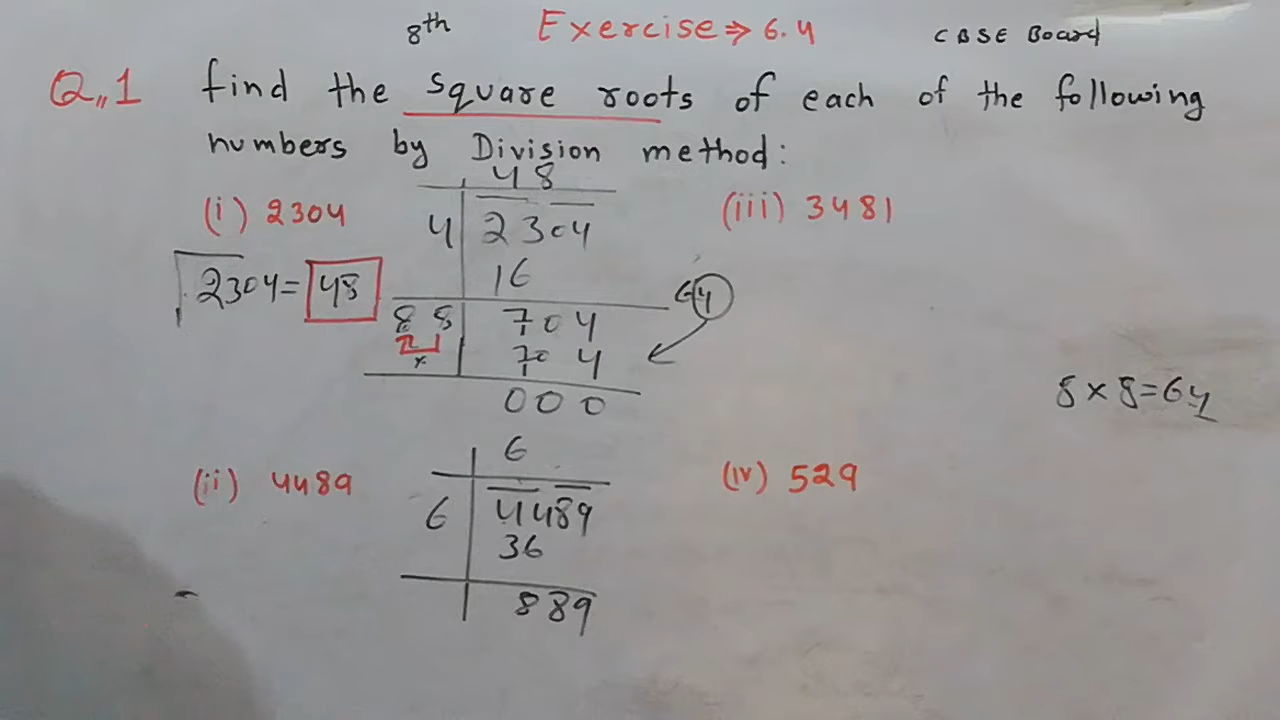 8th Exercise⇒6.4 CBSE Board
Q,,1 find the square roots of each of the following
numbers by Division method:
(i) 2304
√2304=48
48
4 2304
16
64
88 704
× 704
000
(iii) 3481
8×8=64
(ii) 4489
6
6 4489
36
889
(iv) 529